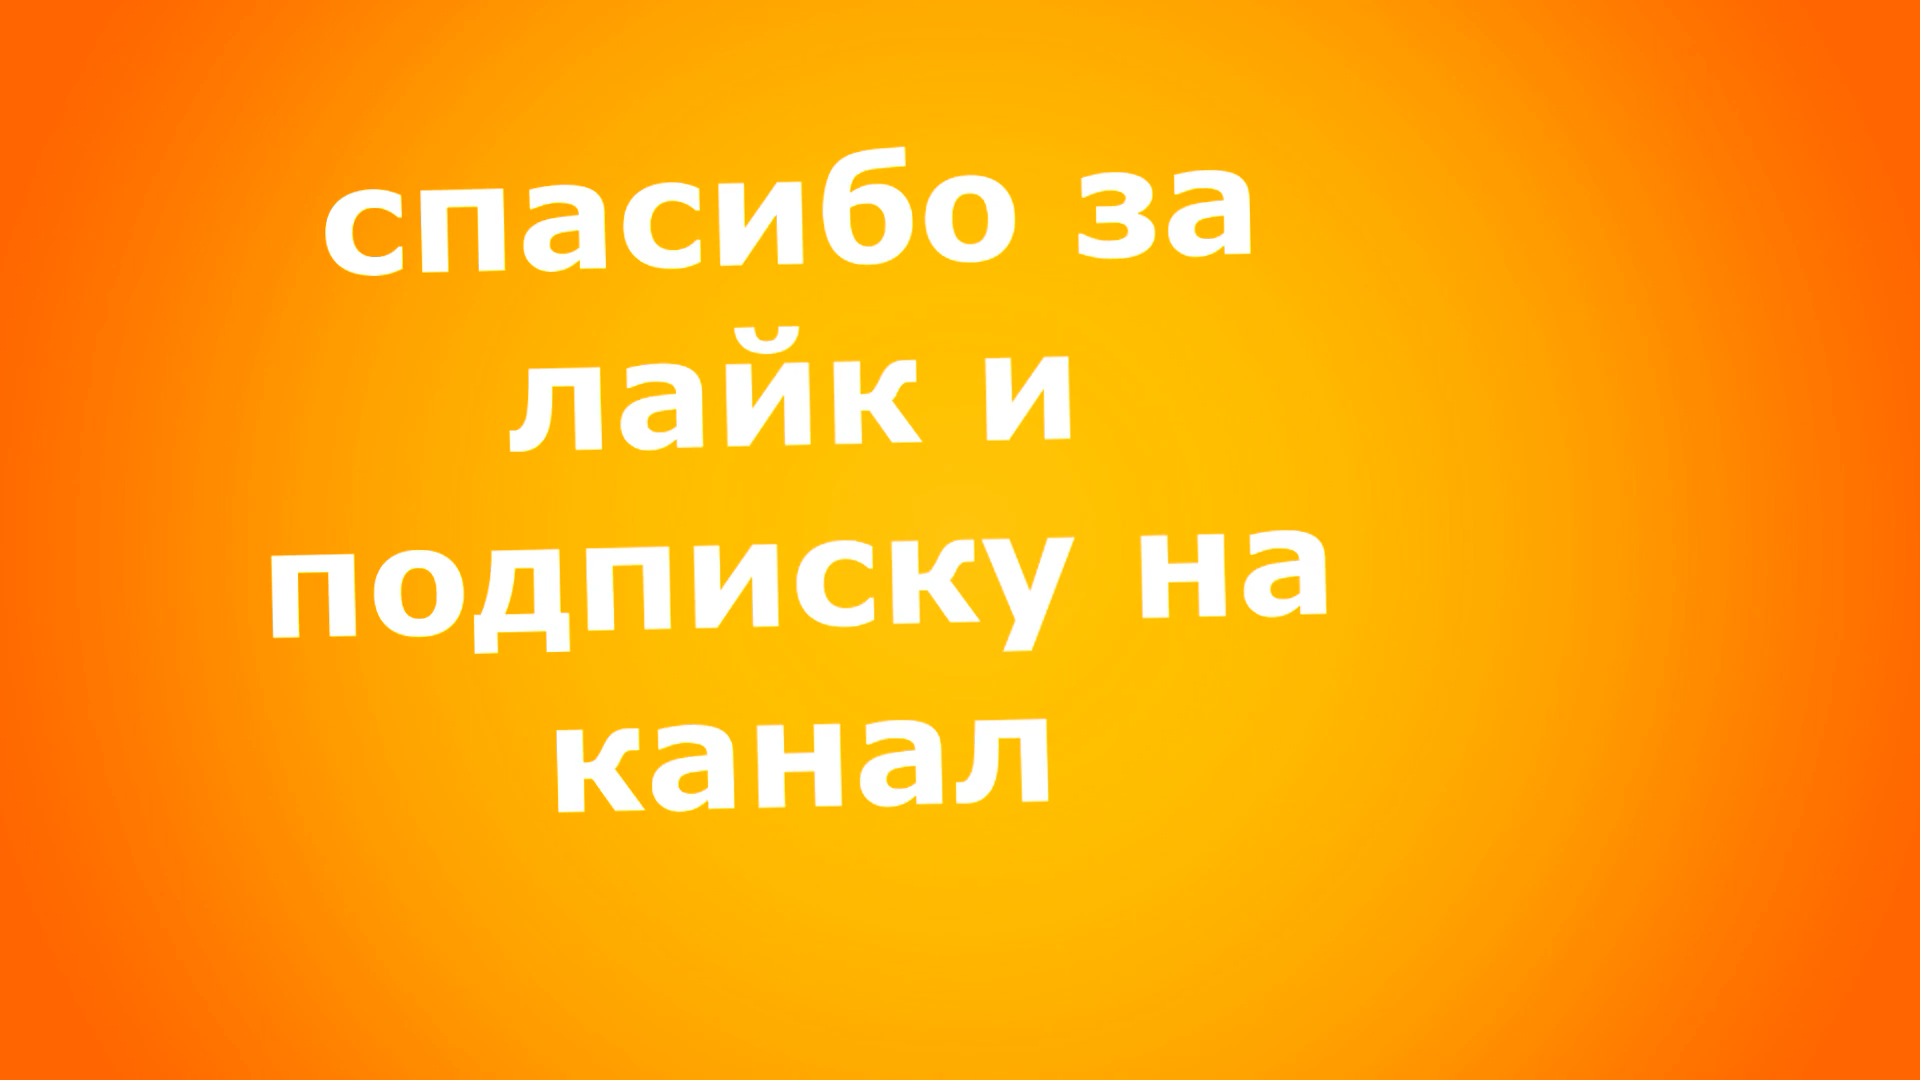 спасибо за
лайк и
подписку на
канал